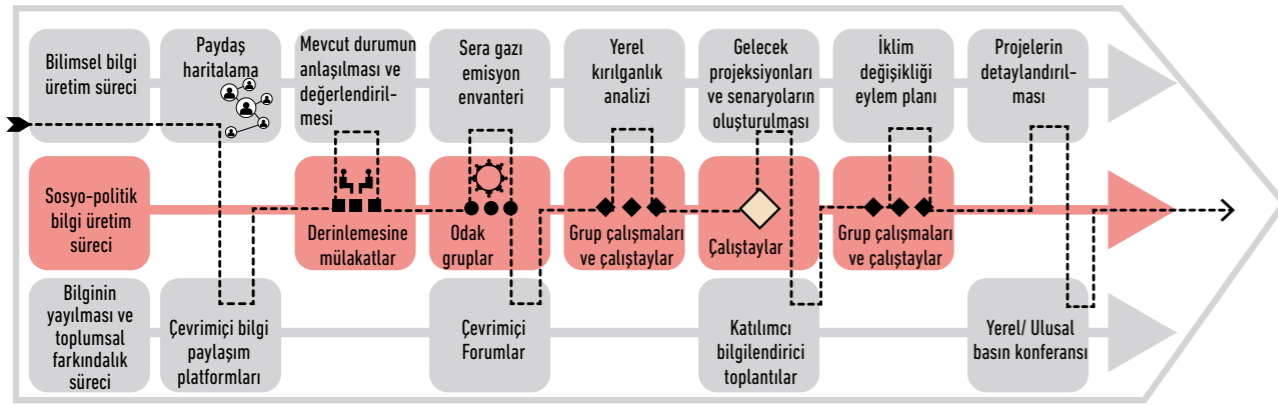 Bilimsel bilgi
üretim süreci
Paydaş
haritalama
Mevcut durumun
anlaşılması ve
değerlendiril-
mesi
Sera gazı
emisyon
envanteri
Yerel
kırılganlık
analizi
Gelecek
projeksiyonları
ve senaryoların
oluşturulması
İklim
değişikliği
eylem planı
Projelerin
detaylandırıl-
ması
Sosyo-politik
bilgi üretim
süreci
Derinlemesine
mülakatlar
Odak
gruplar
Grup çalışmaları
ve çalıştaylar
Çalıştaylar
Grup çalışmaları
ve çalıştaylar
Bilginin
yayılması ve
toplumsal
farkındalık
süreci
Çevrimiçi bilgi
paylaşım
platformları
Çevrimiçi
Forumlar
Katılımcı
bilgilendirici
toplantılar
Yerel/ Ulusal
basın konferansı